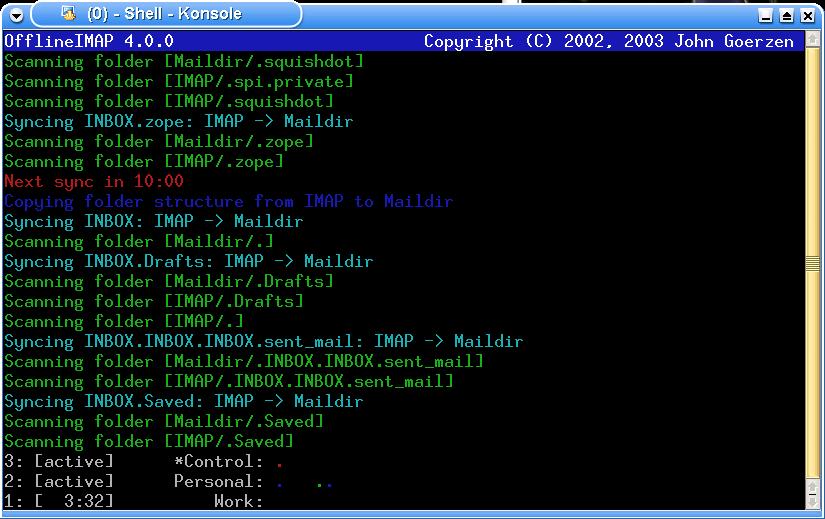 (0) - Shell - Konsole
OfflineIMAP 4.0.0 Copyright (C) 2002, 2003 John Goerzen
Scanning folder [Maildir/.squishdot]
Scanning folder [IMAP/.spi.private]
Scanning folder [IMAP/.squishdot]
Syncing INBOX.zope: IMAP -> Maildir
Scanning folder [Maildir/.zope]
Scanning folder [IMAP/.zope]
Next sync in 10:00
Copying folder structure from IMAP to Maildir
Syncing INBOX: IMAP -> Maildir
Scanning folder [Maildir/.]
Syncing INBOX.Drafts: IMAP -> Maildir
Scanning folder [Maildir/.Drafts]
Scanning folder [IMAP/.Drafts]
Scanning folder [IMAP/.]
Syncing INBOX.INBOX.INBOX.sent_mail: IMAP -> Maildir
Scanning folder [Maildir/.INBOX.INBOX.sent_mail]
Scanning folder [IMAP/.INBOX.INBOX.sent_mail]
Syncing INBOX.Saved: IMAP -> Maildir
Scanning folder [Maildir/.Saved]
Scanning folder [IMAP/.Saved]
3: [active] *Control: .
2: [active] Personal: . ..
1: [ 3:32] Work: